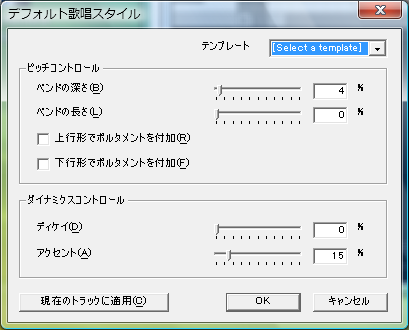 デフォルト歌唱スタイル
テンプレート [Select a template]
ピッチコントロール
ベンドの深さ(B) 4 %
ベンドの長さ(L) 0 %
上行形でポルタメントを付加(R)
下行形でポルタメントを付加(F)
ダイナミクスコントロール
ディケイ(D) 0 %
アクセント(A) 15 %
現在のトラックに適用(C) OK キャンセル